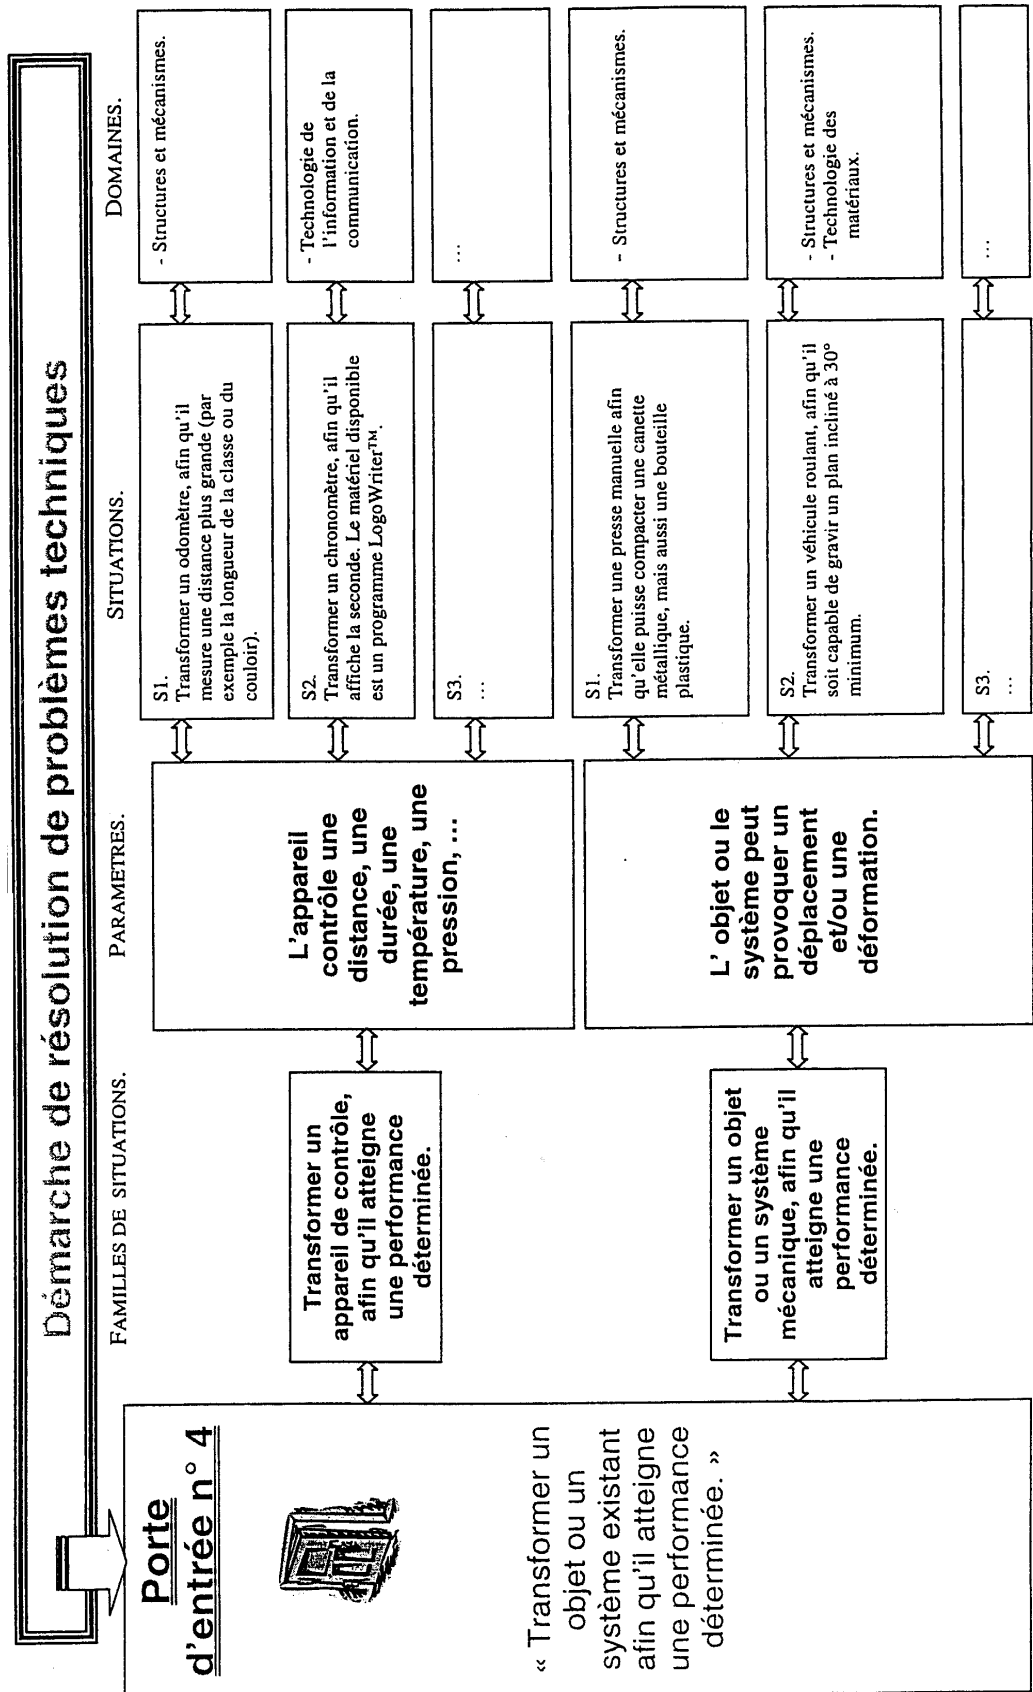 Démarche de résolution de problèmes techniques
FAMILLES DE SITUATIONS.
PARAMETRES.
SITUATIONS.
DOMAINES.
Porte
d'entrée n° 4
« Transformer un
objet ou un
système existant
afin qu'il atteigne
une performance
déterminée. »
Transformer un
appareil de contrôle,
afin qu'il atteigne
une performance
déterminée.
L'appareil
contrôle une
distance, une
durée, une
température, une
pression, ...
S1.
Transformer un odomètre, afin qu'il
mesure une distance plus grande (par
exemple la longueur de la classe ou du
couloir).
- Structures et mécanismes.
S2.
Transformer un chronomètre, afin qu'il
affiche la seconde. Le matériel disponible
est un programme LogoWriter™.
- Technologie de
l'information et de la
communication.
S3.
...
...
Transformer un objet
ou un système
mécanique, afin qu'il
atteigne une
performance
déterminée.
L' objet ou le
système peut
provoquer un
déplacement
et/ou une
déformation.
S1.
Transformer une presse manuelle afin
qu'elle puisse compacter une canette
métallique, mais aussi une bouteille
plastique.
- Structures et mécanismes.
S2.
Transformer un véhicule roulant, afin qu'il
soit capable de gravir un plan incliné à 30°
minimum.
- Structures et mécanismes.
- Technologie des
matériaux.
S3.
...
...